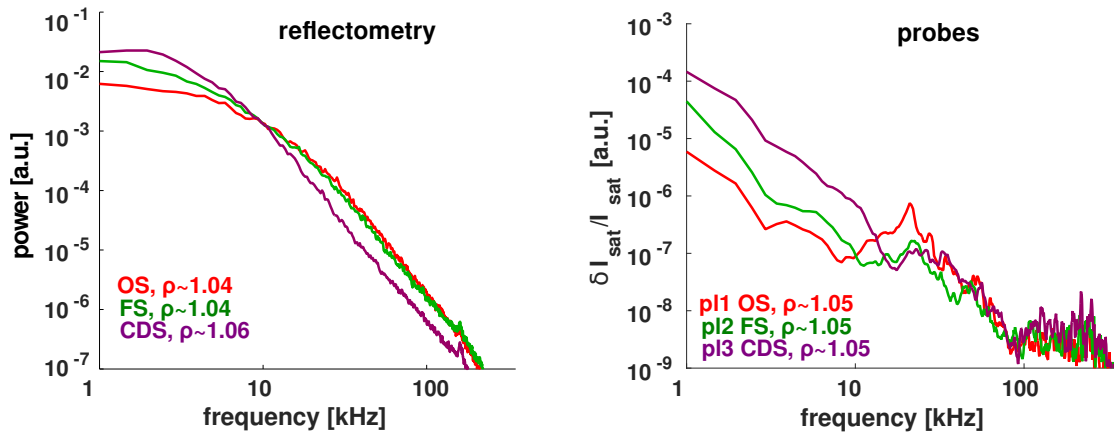 reflectometry
power [a.u.]
10^-1
10^-2
10^-3
10^-4
10^-5
10^-6
10^-7
OS, ρ~1.04
FS, ρ~1.04
CDS, ρ~1.06
1 10 100
frequency [kHz]
probes
δ I_sat/I_sat [a.u.]
10^-3
10^-4
10^-5
10^-6
10^-7
10^-8
10^-9
pl1 OS, ρ~1.05
pl2 FS, ρ~1.05
pl3 CDS, ρ~1.05
1 10 100
frequency [kHz]